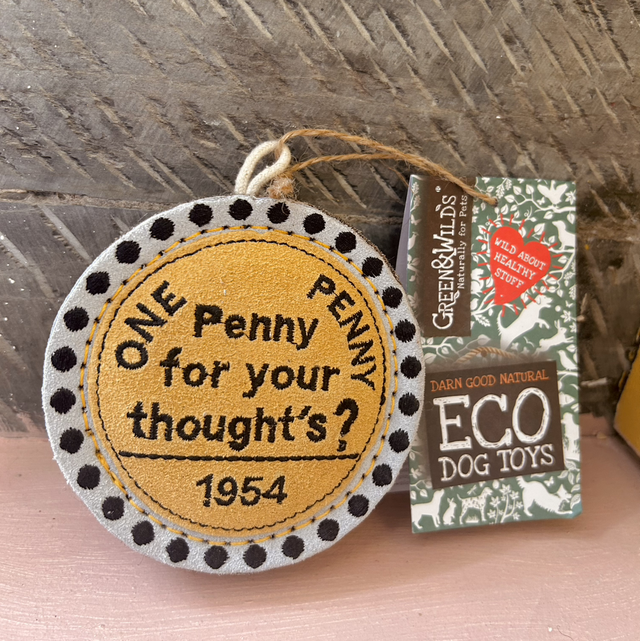 ONE PENNY
Penny
for your
thought's?
1954
GREEN&WILD'S
Naturally for Pets
WILD ABOUT
HEALTHY
STUFF
DARN GOOD NATURAL
ECO
DOG TOYS